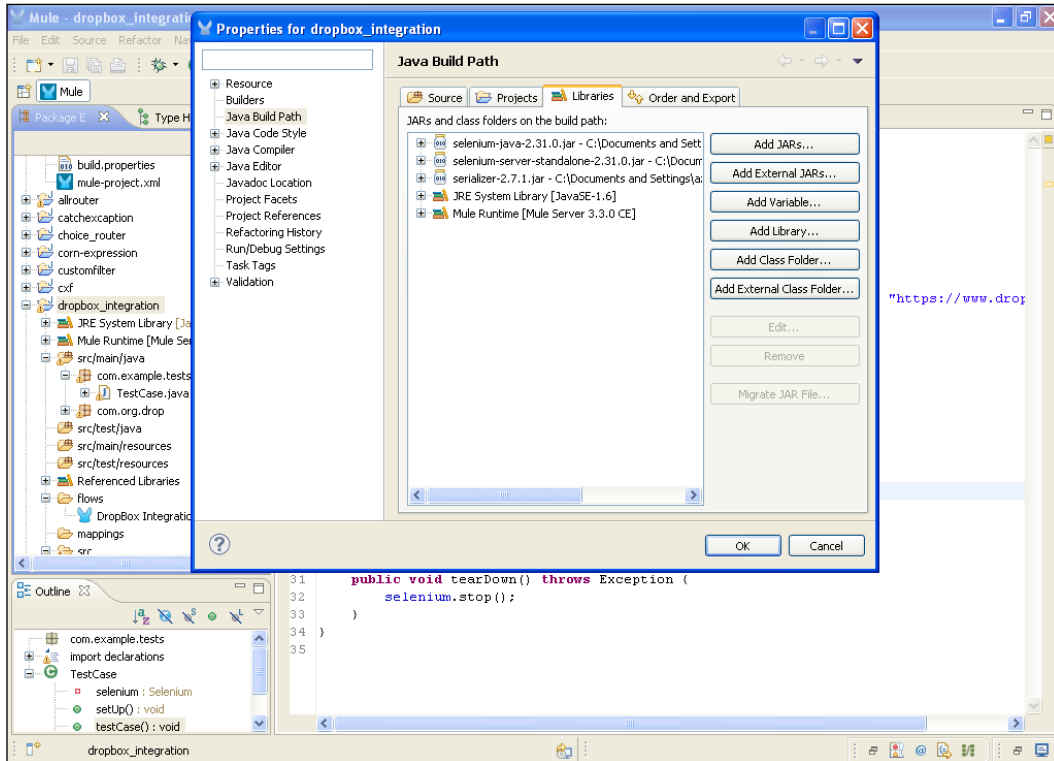 Mule - dropbox_integrati
File Edit Source Refactor Na
Mule
Package E
Type H
build.properties
mule-project.xml
allrouter
catchexcaption
choice_router
corn-expression
customfilter
cxf
dropbox_integration
JRE System Library [Ja
Mule Runtime [Mule Ser
src/main/java
com.example.tests
TestCase.java
com.org.drop
src/test/java
src/main/resources
src/test/resources
Referenced Libraries
flows
DropBox Integratio
mappings
src
Properties for dropbox_integration
Resource
Builders
Java Build Path
Java Code Style
Java Compiler
Java Editor
Javadoc Location
Project Facets
Project References
Refactoring History
Run/Debug Settings
Task Tags
Validation
Java Build Path
Source Projects Libraries Order and Export
JARs and class folders on the build path:
selenium-java-2.31.0.jar - C:\Documents and Sett
selenium-server-standalone-2.31.0.jar - C:\Docum
serializer-2.7.1.jar - C:\Documents and Settings\a
JRE System Library [JavaSE-1.6]
Mule Runtime [Mule Server 3.3.0 CE]
Add JARs...
Add External JARs...
Add Variable...
Add Library...
Add Class Folder...
Add External Class Folder...
Edit...
Remove
Migrate JAR File...
OK Cancel
"https://www.drop
31 public void tearDown() throws Exception {
32 selenium.stop();
33 }
34 }
35
Outline
com.example.tests
import declarations
TestCase
selenium : Selenium
setUp() : void
testCase() : void
dropbox_integration